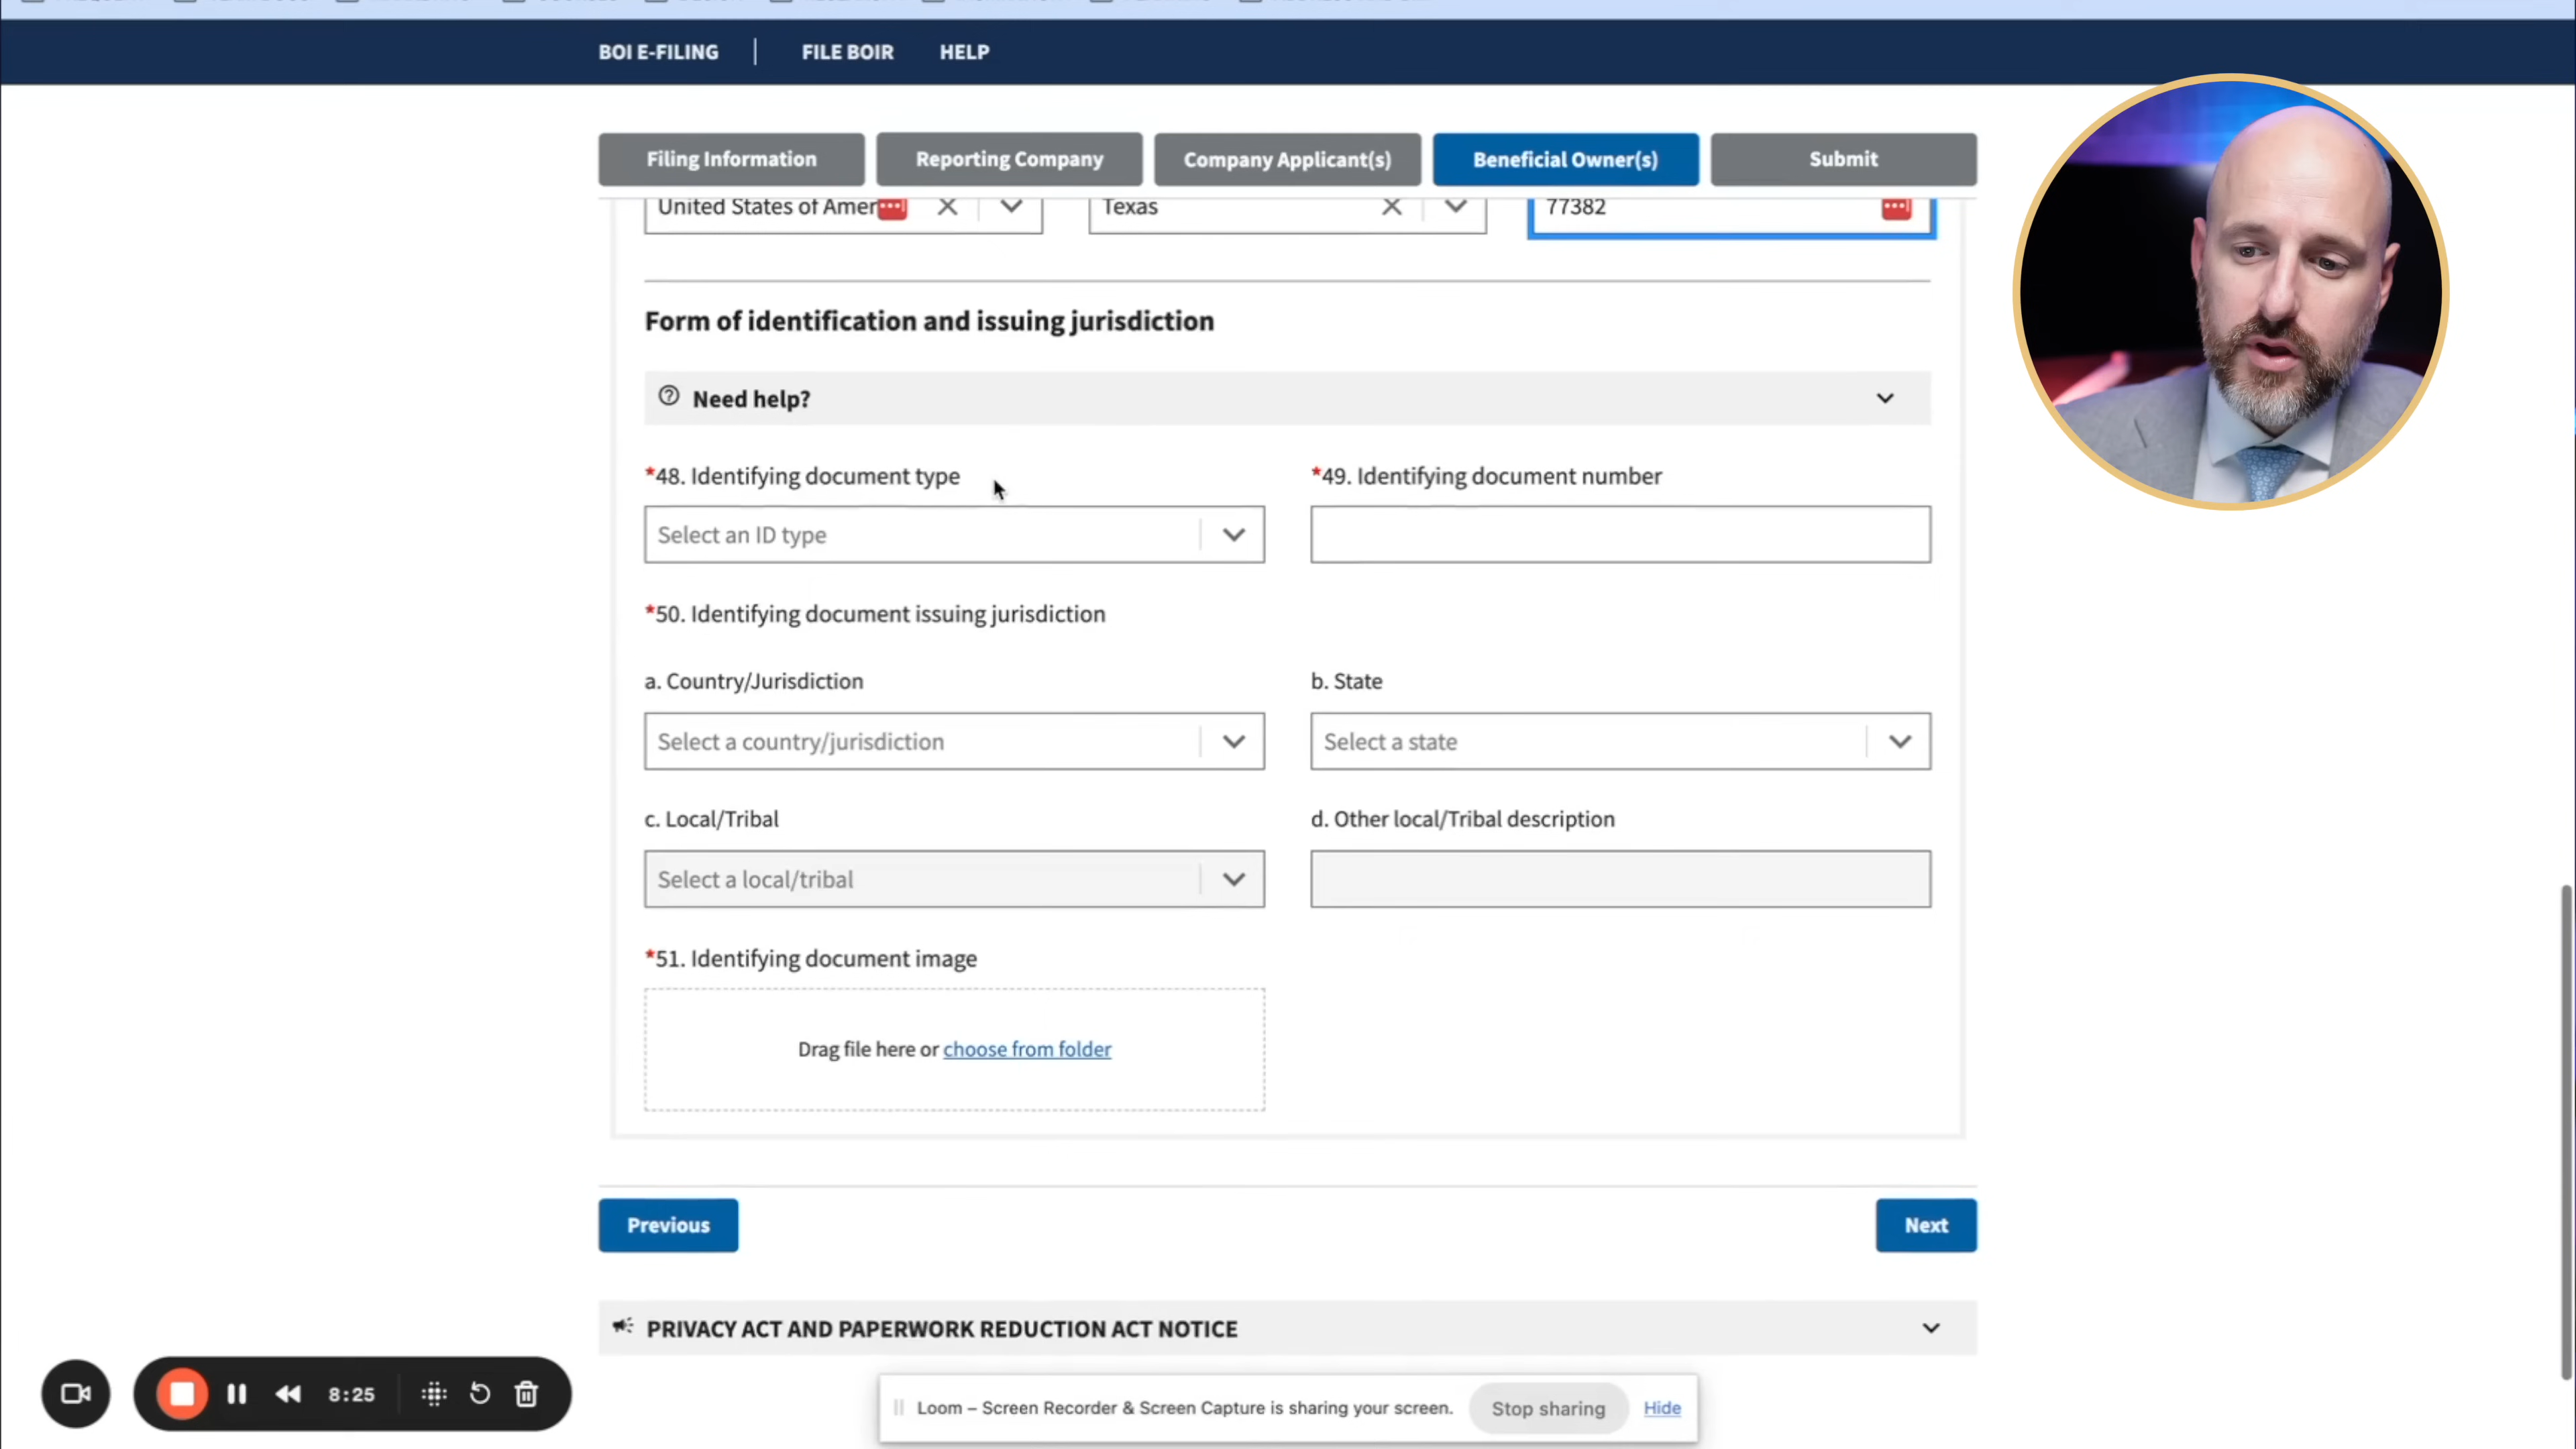 BOI E-FILING | FILE BOIR HELP
Filing Information Reporting Company Company Applicant(s) Beneficial Owner(s) Submit
United States of Amer Texas 77382
Form of identification and issuing jurisdiction
Need help?
*48. Identifying document type *49. Identifying document number
Select an ID type
*50. Identifying document issuing jurisdiction
a. Country/Jurisdiction b. State
Select a country/jurisdiction Select a state
c. Local/Tribal d. Other local/Tribal description
Select a local/tribal
*51. Identifying document image
Drag file here or choose from folder
Previous Next
PRIVACY ACT AND PAPERWORK REDUCTION ACT NOTICE
8:25
Loom – Screen Recorder & Screen Capture is sharing your screen. Stop sharing Hide